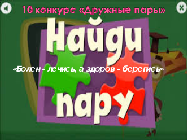 10 конкурс «Дружные пары»
Найди
«Болен - лечись, а здоров - берегись»
пару